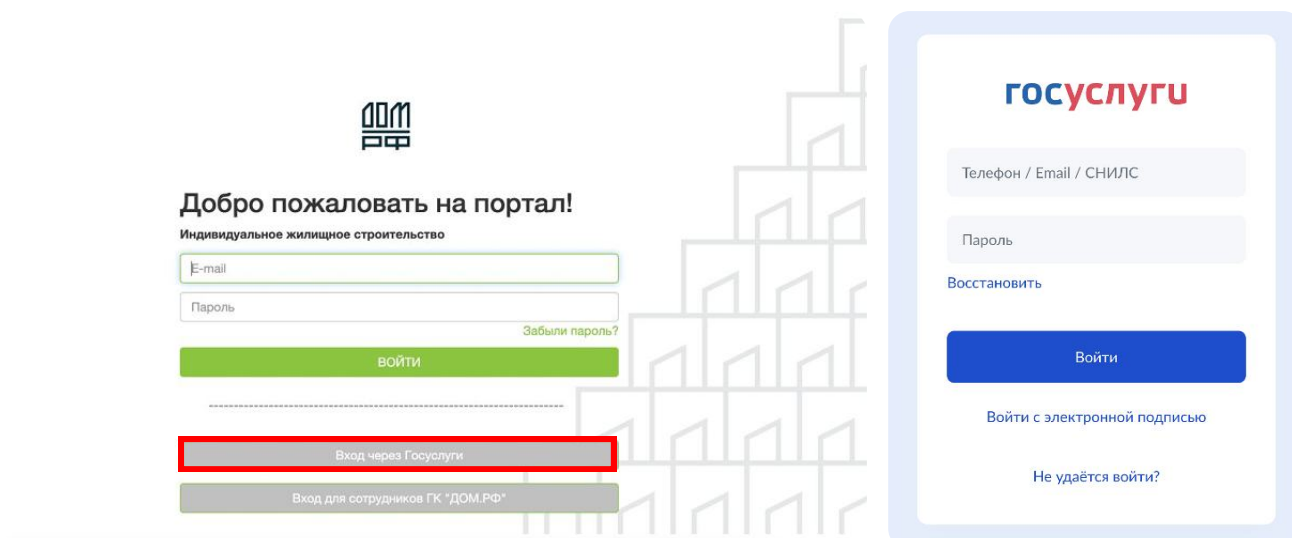 ДОМ
РФ
Добро пожаловать на портал!
Индивидуальное жилищное строительство
E-mail
Пароль
Забыли пароль?
ВОЙТИ
Вход через Госуслуги
Вход для сотрудников ГК "ДОМ.РФ"
госуслуги
Телефон / Email / СНИЛС
Пароль
Восстановить
Войти
Войти с электронной подписью
Не удаётся войти?